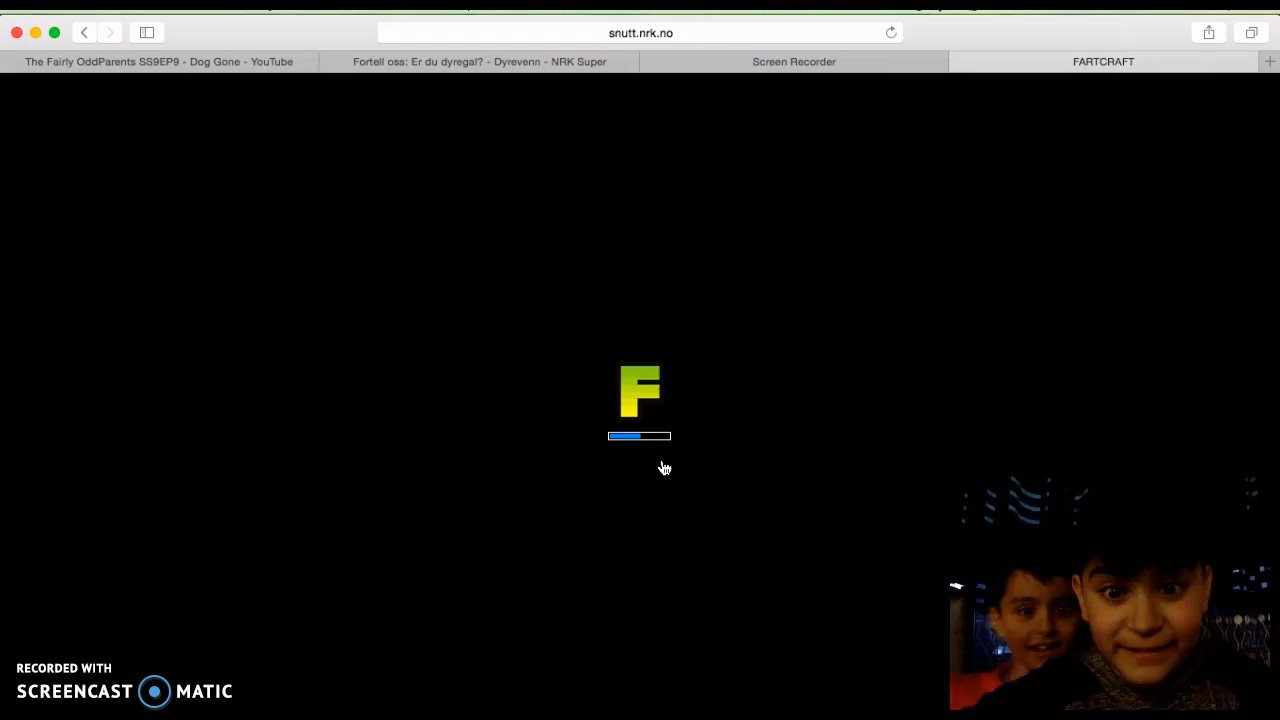 snutt.nrk.no
The Fairly OddParents SS9EP9 - Dog Gone - YouTube
Fortell oss: Er du dyregal? - Dyrevenn - NRK Super
Screen Recorder
FARTCRAFT
F
RECORDED WITH
SCREENCAST MATIC